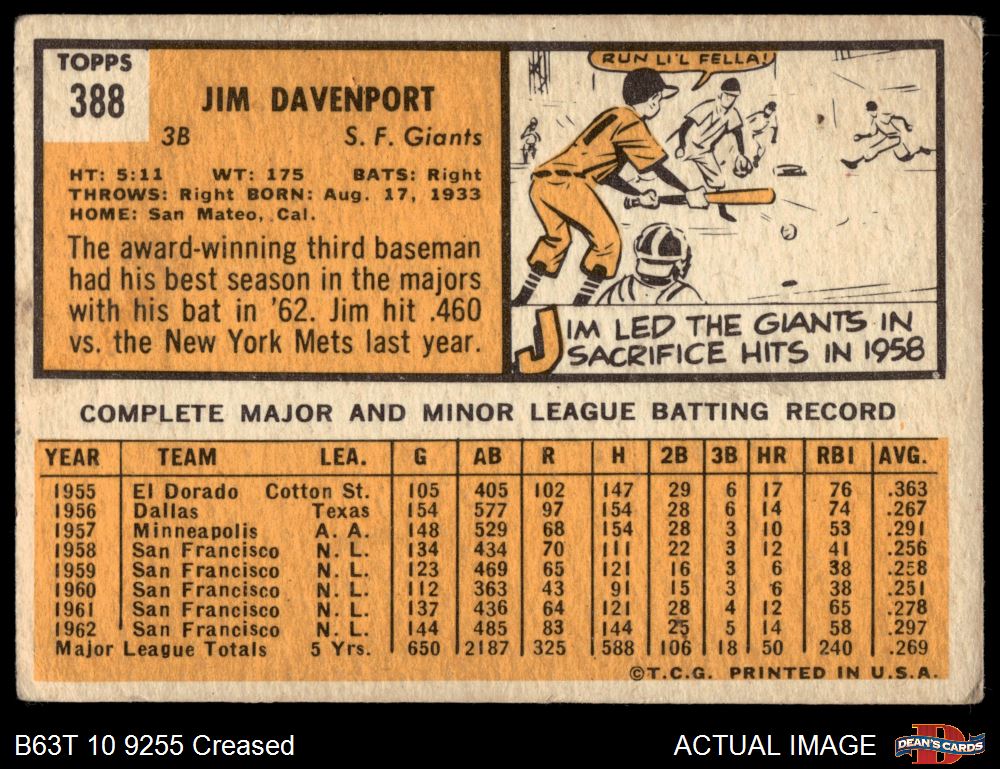 TOPPS
388
JIM DAVENPORT
3B S. F. Giants
HT: 5:11 WT: 175 BATS: Right
THROWS: Right BORN: Aug. 17, 1933
HOME: San Mateo, Cal.
The award-winning third baseman
had his best season in the majors
with his bat in '62. Jim hit .460
vs. the New York Mets last year.
RUN LI'L FELLA!
JIM LED THE GIANTS IN
SACRIFICE HITS IN 1958
COMPLETE MAJOR AND MINOR LEAGUE BATTING RECORD
YEAR TEAM LEA. G AB R H 2B 3B HR RBI AVG.
1955 El Dorado Cotton St. 105 405 102 147 29 6 17 76 .363
1956 Dallas Texas 154 577 97 154 28 6 14 74 .267
1957 Minneapolis A. A. 148 529 68 154 28 3 10 53 .291
1958 San Francisco N. L. 134 434 70 111 22 3 12 41 .256
1959 San Francisco N. L. 123 469 65 121 16 3 6 38 .258
1960 San Francisco N. L. 112 363 43 91 15 3 6 38 .251
1961 San Francisco N. L. 137 436 64 121 28 4 12 65 .278
1962 San Francisco N. L. 144 485 83 144 25 5 14 58 .297
Major League Totals 5 Yrs. 650 2187 325 588 106 18 50 240 .269
©T.C.G. PRINTED IN U.S.A.
B63T 10 9255 Creased
ACTUAL IMAGE
DEAN'S CARDS